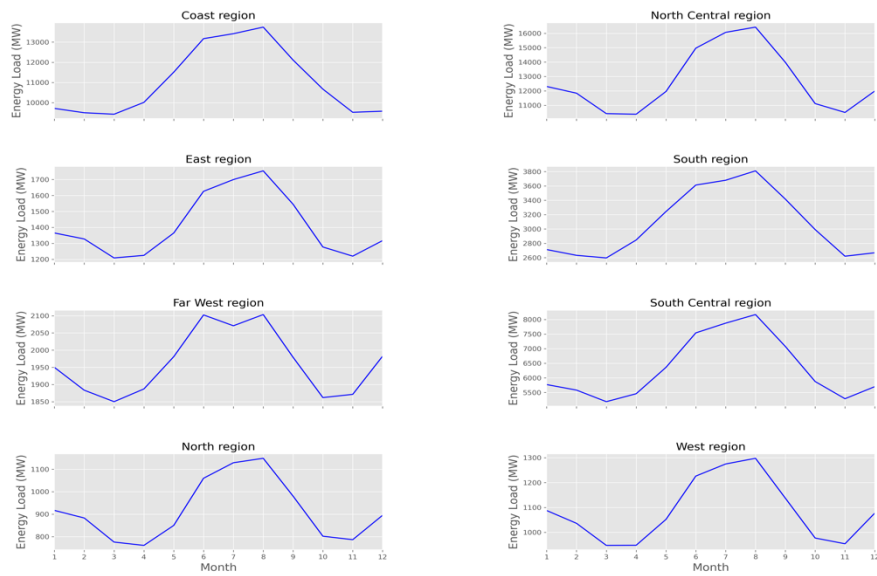 Coast region
Energy Load (MW)
13000
12000
11000
10000
North Central region
Energy Load (MW)
16000
15000
14000
13000
12000
11000
East region
Energy Load (MW)
1700
1600
1500
1400
1300
1200
South region
Energy Load (MW)
3800
3600
3400
3200
3000
2800
2600
Far West region
Energy Load (MW)
2100
2050
2000
1950
1900
1850
South Central region
Energy Load (MW)
8000
7500
7000
6500
6000
5500
North region
Energy Load (MW)
1100
1000
900
800
1 2 3 4 5 6 7 8 9 10 11 12
Month
West region
Energy Load (MW)
1300
1200
1100
1000
1 2 3 4 5 6 7 8 9 10 11 12
Month